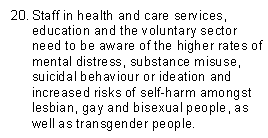 20. Staff in health and care services,
education and the voluntary sector
need to be aware of the higher rates of
mental distress, substance misuse,
suicidal behaviour or ideation and
increased risks of self-harm amongst
lesbian, gay and bisexual people, as
well as transgender people.